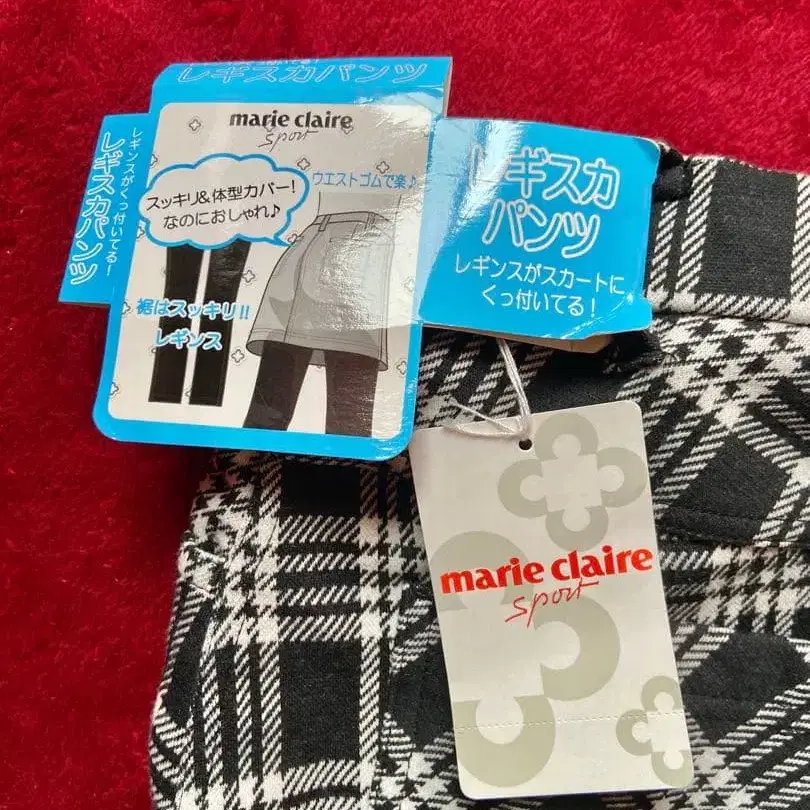 レギスカパンツ
marie claire
sport
スッキリ&体型カバー!
なのにおしゃれ♪
ウエストゴムで楽♪
裾はスッキリ!!
レギンス
レギンスがくっ付いてる!
レギスカパンツ
レギスカ
パンツ
レギンスがスカートに
くっ付いてる!
marie claire
sport